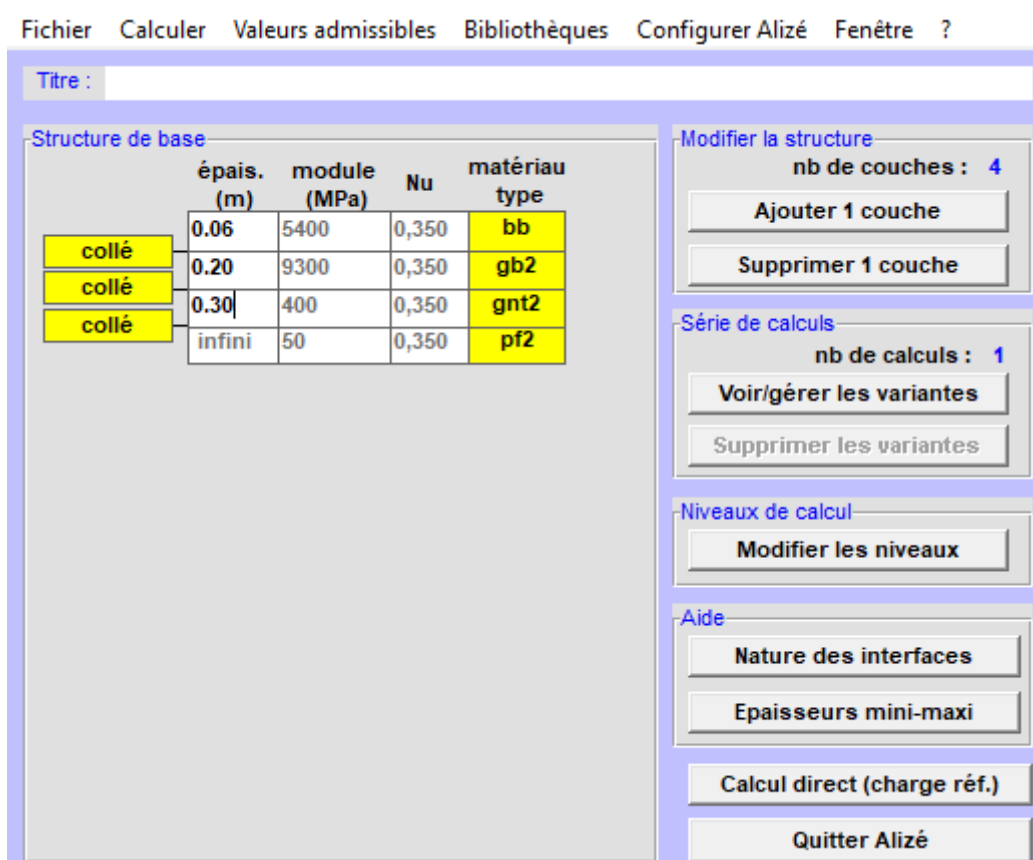 Fichier Calculer Valeurs admissibles Bibliothèques Configurer Alizé Fenêtre ?
Titre :
Structure de base
épais. (m) module (MPa) Nu matériau type
0.06 5400 0,350 bb
collé
0.20 9300 0,350 gb2
collé
0.30 400 0,350 gnt2
collé
infini 50 0,350 pf2
Modifier la structure
nb de couches : 4
Ajouter 1 couche
Supprimer 1 couche
Série de calculs
nb de calculs : 1
Voir/gérer les variantes
Supprimer les variantes
Niveaux de calcul
Modifier les niveaux
Aide
Nature des interfaces
Epaisseurs mini-maxi
Calcul direct (charge réf.)
Quitter Alizé